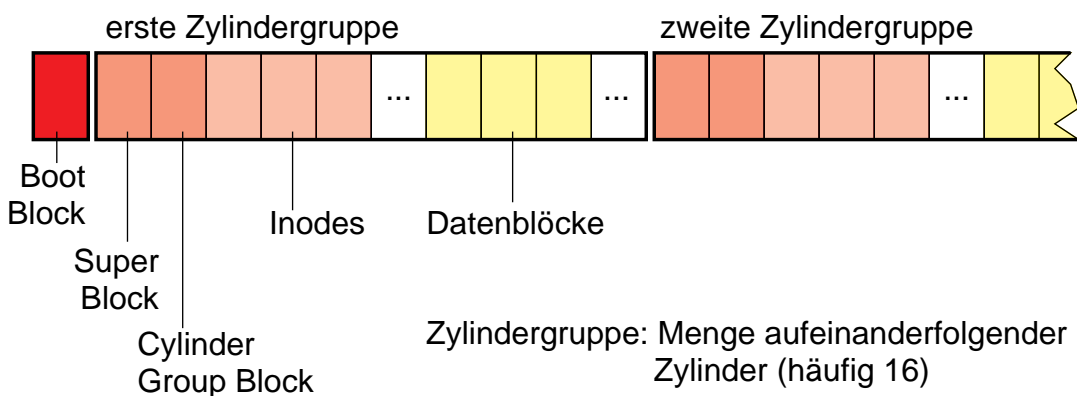 erste Zylindergruppe
zweite Zylindergruppe
... ... ...
Boot
Block
Inodes
Datenblöcke
Super
Block
Cylinder
Group Block
Zylindergruppe: Menge aufeinanderfolgender
Zylinder (häufig 16)